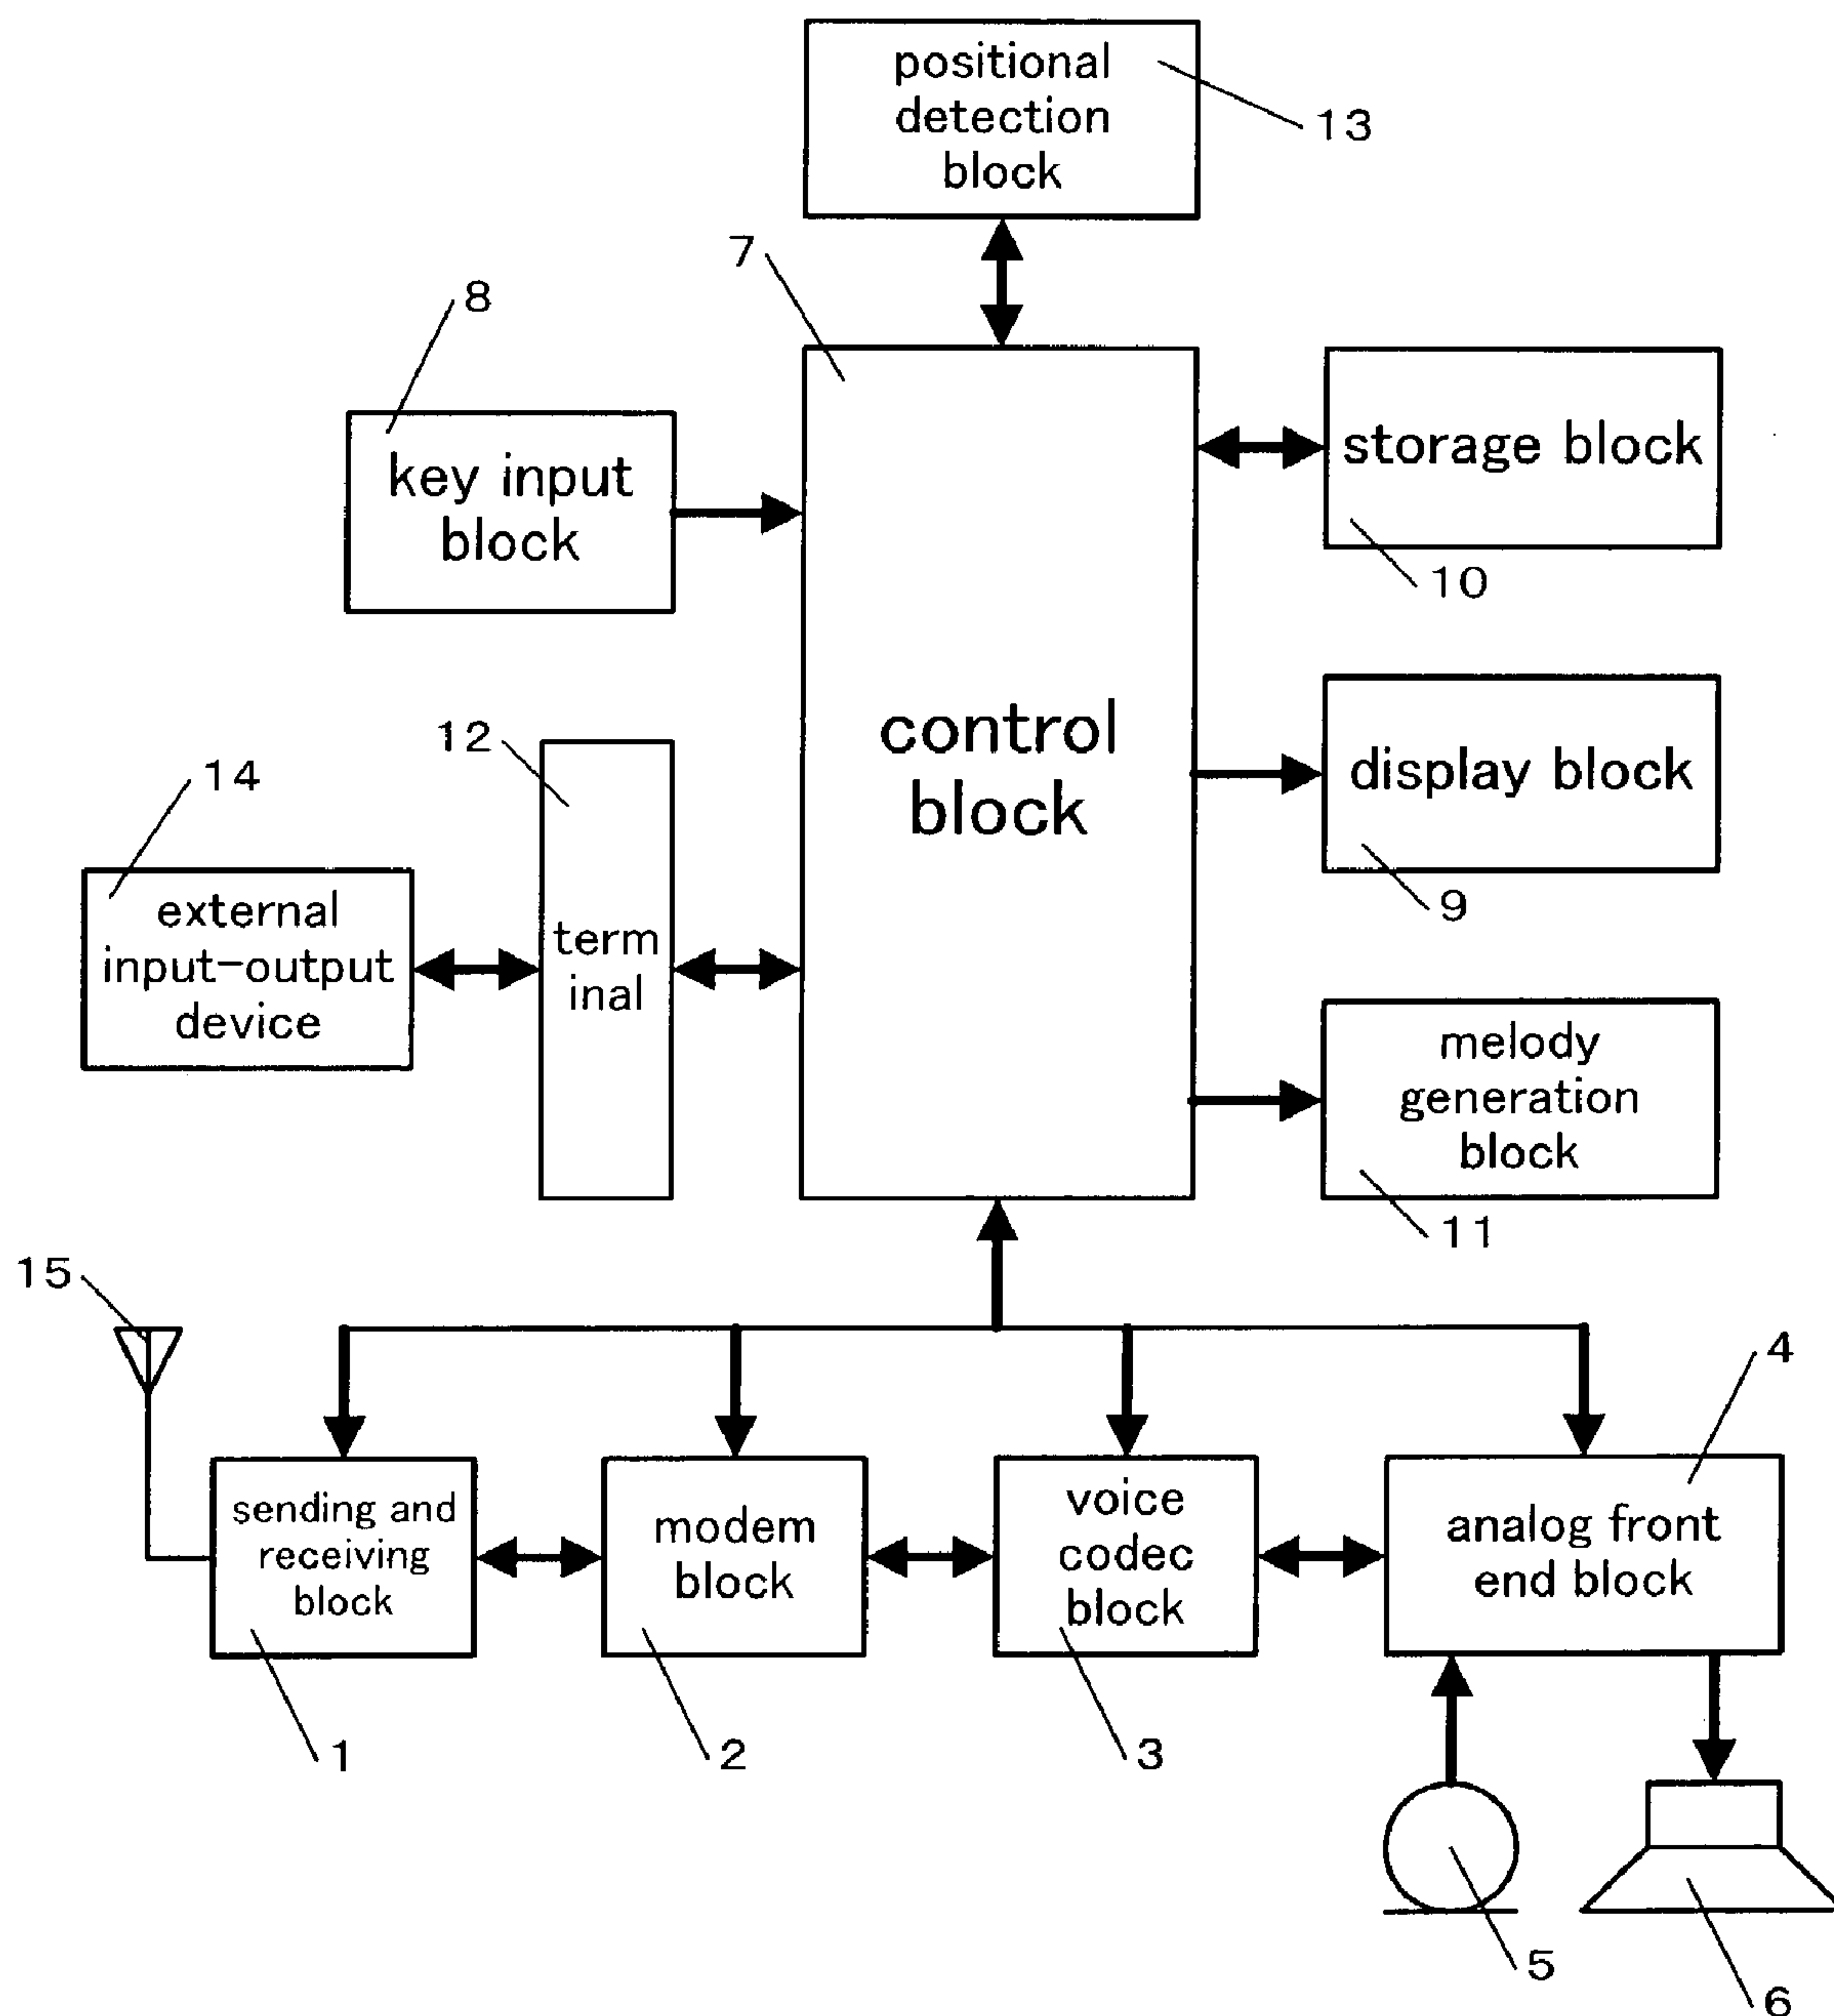 positional
detection
block
13
7
8
key input
block
storage block
10
control
block
12
14
display block
9
external
input-output
device
term
inal
melody
generation
block
11
15
4
sending and
receiving
block
modem
block
voice
codec
block
analog front
end block
1
2
3
5
6